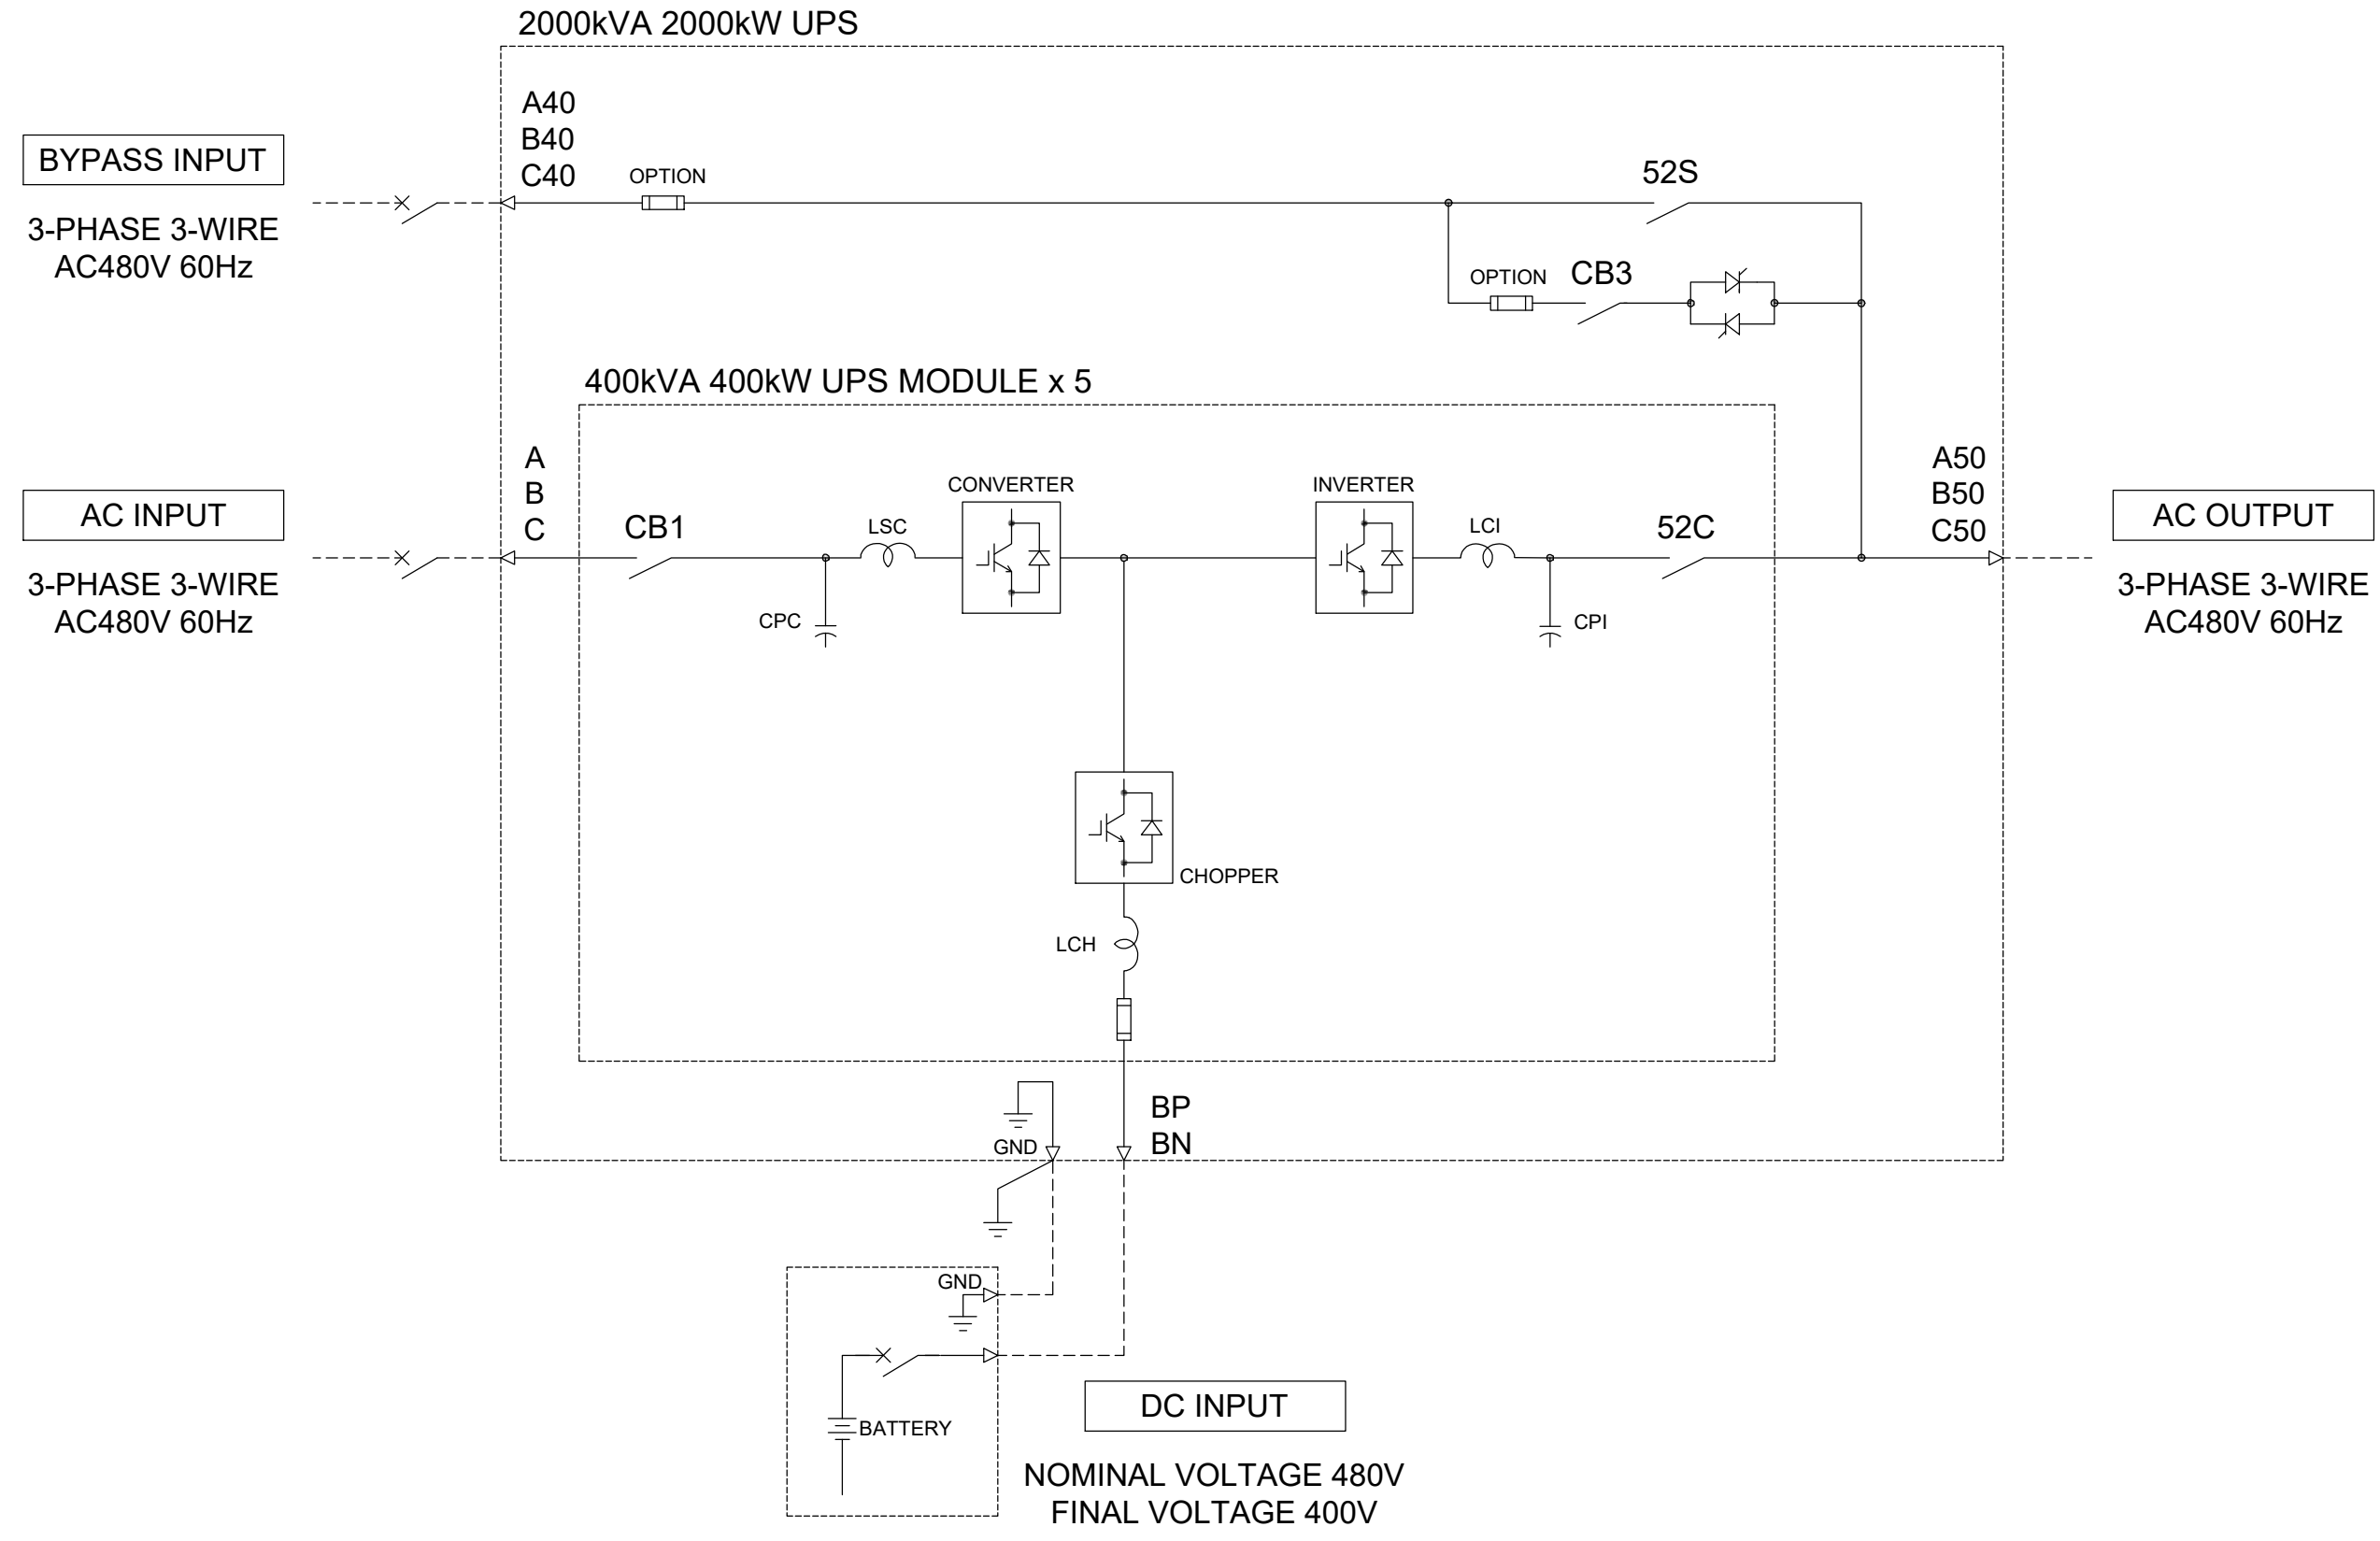 2000kVA 2000kW UPS
A40
B40
C40
BYPASS INPUT
OPTION
52S
3-PHASE 3-WIRE
AC480V 60Hz
OPTION
CB3
400kVA 400kW UPS MODULE x 5
A
B
C
A50
B50
C50
CONVERTER
INVERTER
AC INPUT
CB1
LSC
LCI
52C
AC OUTPUT
3-PHASE 3-WIRE
AC480V 60Hz
CPC
CPI
3-PHASE 3-WIRE
AC480V 60Hz
CHOPPER
LCH
BP
BN
GND
GND
BATTERY
DC INPUT
NOMINAL VOLTAGE 480V
FINAL VOLTAGE 400V